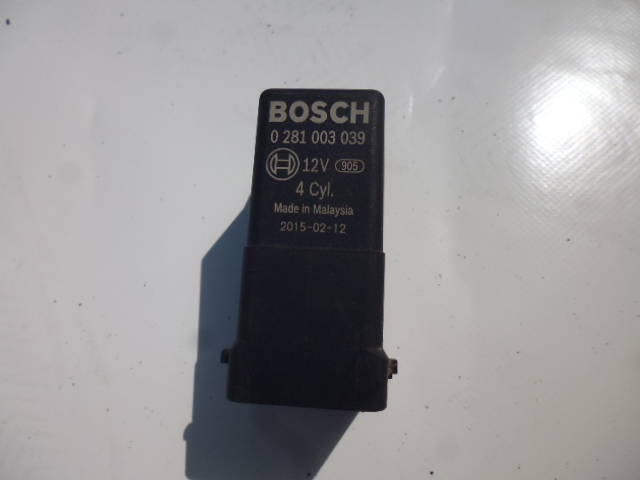 BOSCH
0 281 003 039
12V 905
4 Cyl.
Made in Malaysia
2015-02-12